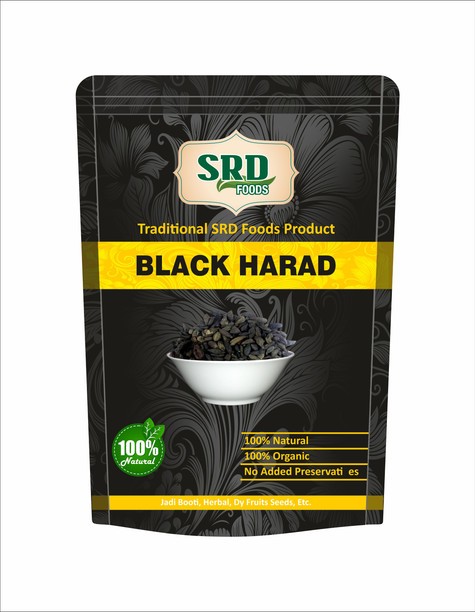 SRD
FOODS
Traditional SRD Foods Product
BLACK HARAD
100%
Natural
100% Natural
100% Organic
No Added Preservati es
Jadi Booti, Herbal, Dy Fruits Seeds, Etc.